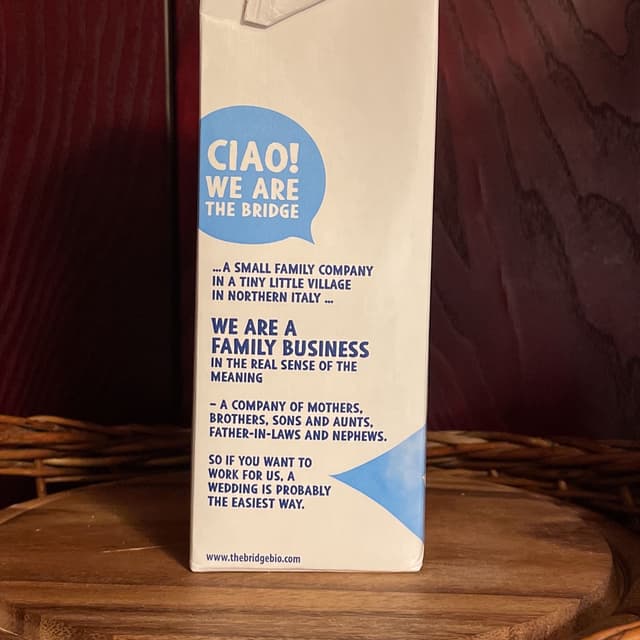 CIAO!
WE ARE
THE BRIDGE
...A SMALL FAMILY COMPANY
IN A TINY LITTLE VILLAGE
IN NORTHERN ITALY ...
WE ARE A
FAMILY BUSINESS
IN THE REAL SENSE OF THE
MEANING
– A COMPANY OF MOTHERS,
BROTHERS, SONS AND AUNTS,
FATHER-IN-LAWS AND NEPHEWS.
SO IF YOU WANT TO
WORK FOR US, A
WEDDING IS PROBABLY
THE EASIEST WAY.
www.thebridgebio.com